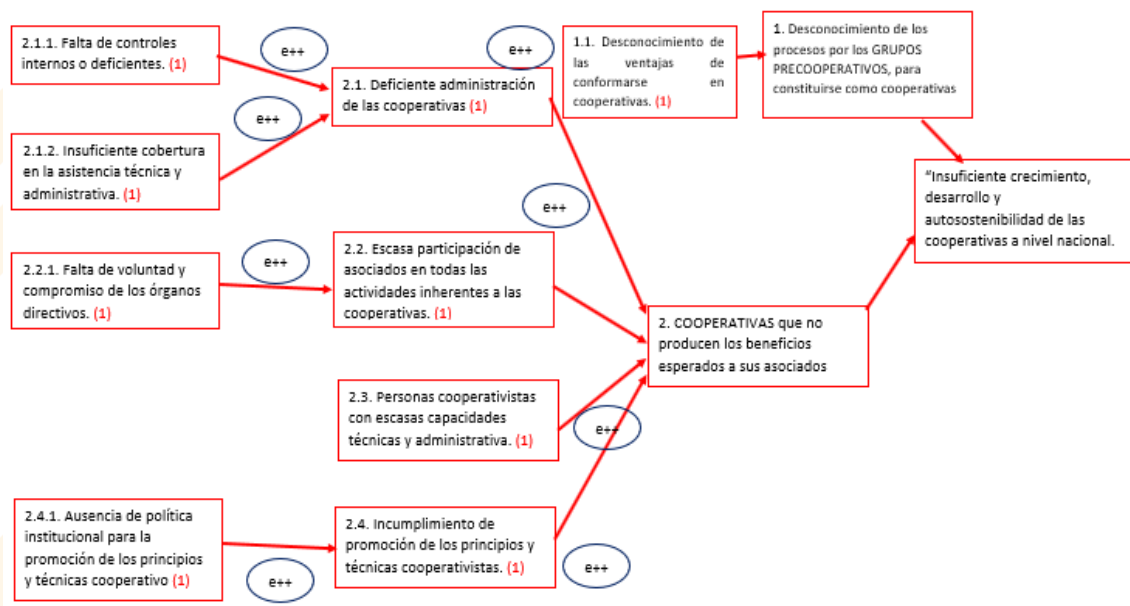 2.1.1. Falta de controles
internos o deficientes. (1)
e++
e++
1.1. Desconocimiento de
las ventajas de
conformarse en
cooperativas. (1)
1. Desconocimiento de los
procesos por los GRUPOS
PRECOOPERATIVOS, para
constituirse como cooperativas
2.1. Deficiente administración
de las cooperativas (1)
e++
2.1.2. Insuficiente cobertura
en la asistencia técnica y
administrativa. (1)
"Insuficiente crecimiento,
desarrollo y
autosostenibilidad de las
cooperativas a nivel nacional.
e++
2.2.1. Falta de voluntad y
compromiso de los órganos
directivos. (1)
e++
2.2. Escasa participación de
asociados en todas las
actividades inherentes a las
cooperativas. (1)
2. COOPERATIVAS que no
producen los beneficios
esperados a sus asociados
2.3. Personas cooperativistas
con escasas capacidades
técnicas y administrativa. (1)
e++
2.4.1. Ausencia de política
institucional para la
promoción de los principios
y técnicas cooperativo (1)
e++
2.4. Incumplimiento de
promoción de los principios y
técnicas cooperativistas. (1)
e++